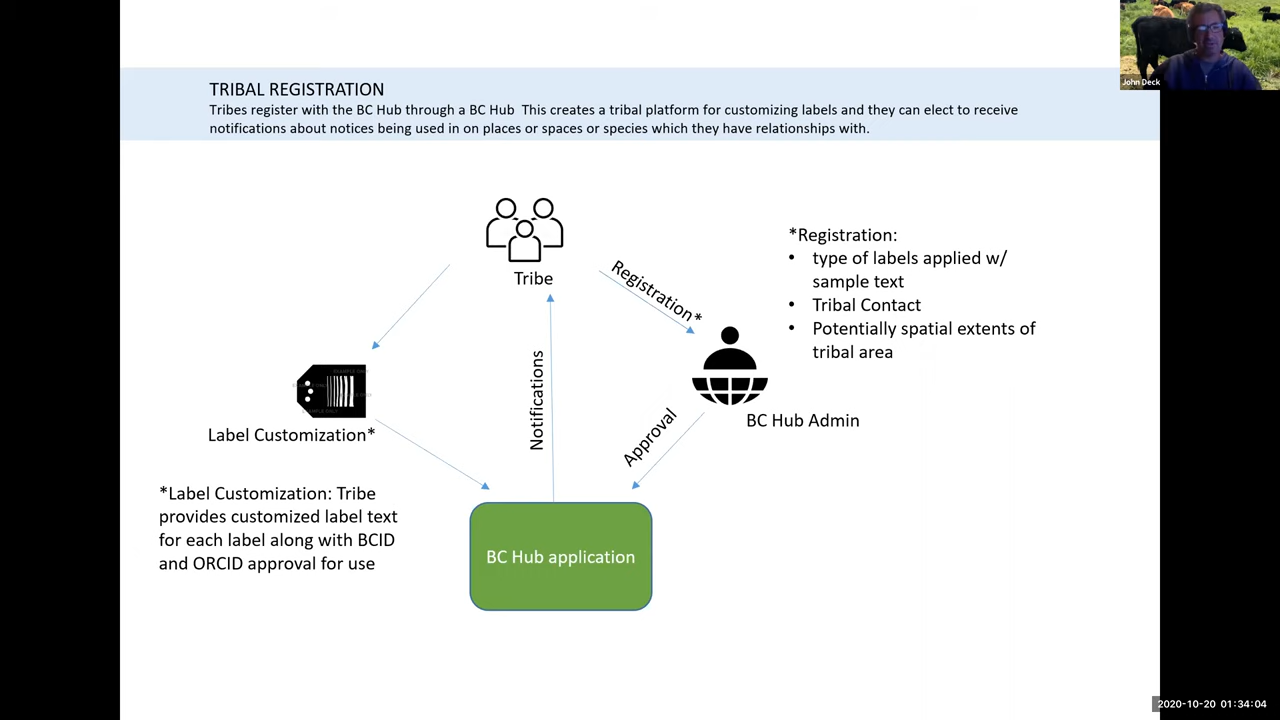 John Deck
TRIBAL REGISTRATION
Tribes register with the BC Hub through a BC Hub  This creates a tribal platform for customizing labels and they can elect to receive
notifications about notices being used in on places or spaces or species which they have relationships with.
Tribe
Registration*
*Registration:
• type of labels applied w/
sample text
• Tribal Contact
• Potentially spatial extents of
tribal area
Notifications
EXAMPLE ONLY
EXAMPLE ONLY
Label Customization*
Approval
BC Hub Admin
*Label Customization: Tribe
provides customized label text
for each label along with BCID
and ORCID approval for use
BC Hub application
2020-10-20 01:34:04